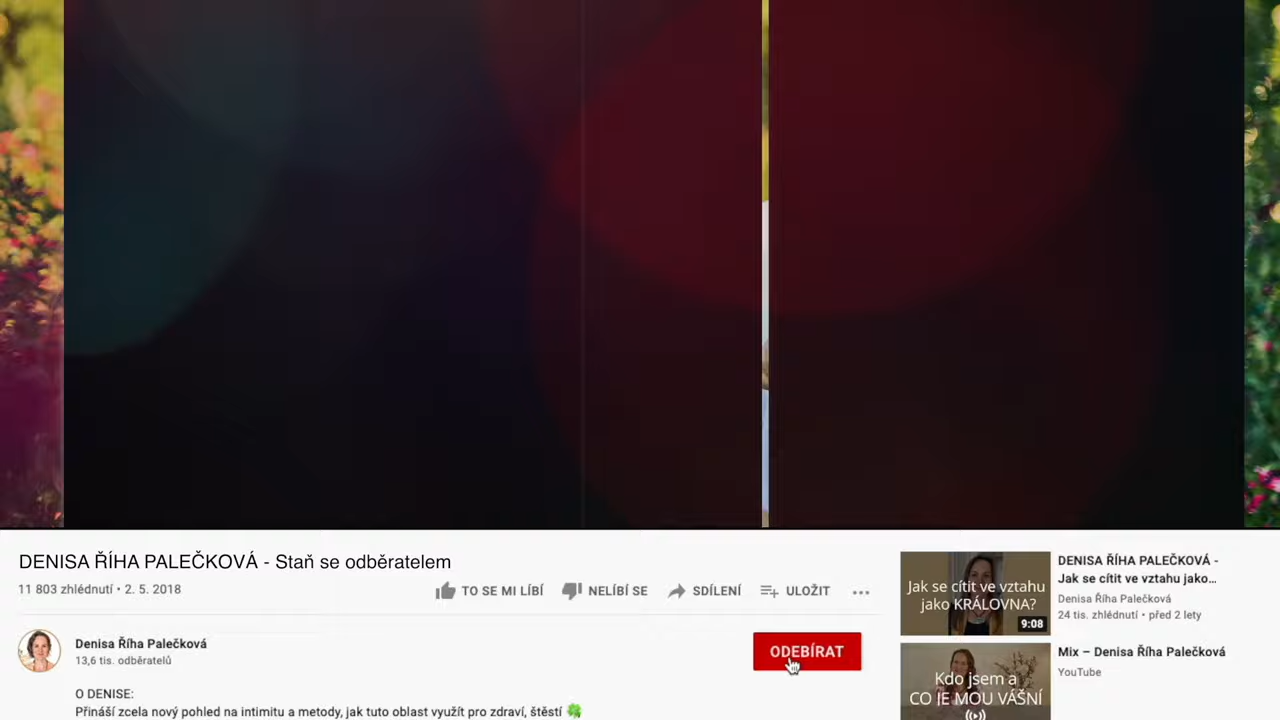 DENISA ŘÍHA PALEČKOVÁ - Staň se odběratelem
11 803 zhlédnutí • 2. 5. 2018
TO SE MI LÍBÍ
NELÍBÍ SE
SDÍLENÍ
ULOŽIT
Denisa Říha Palečková
13,6 tis. odběratelů
ODEBÍRAT
O DENISE:
Přináší zcela nový pohled na intimitu a metody, jak tuto oblast využít pro zdraví, štěstí 🍀
Jak se cítit ve vztahu
jako KRÁLOVNA?
9:08
DENISA ŘÍHA PALEČKOVÁ -
Jak se cítit ve vztahu jako…
Denisa Říha Palečková
24 tis. zhlédnutí • před 2 lety
Kdo jsem a
CO JE MOU VÁŠNÍ
Mix – Denisa Říha Palečková
YouTube